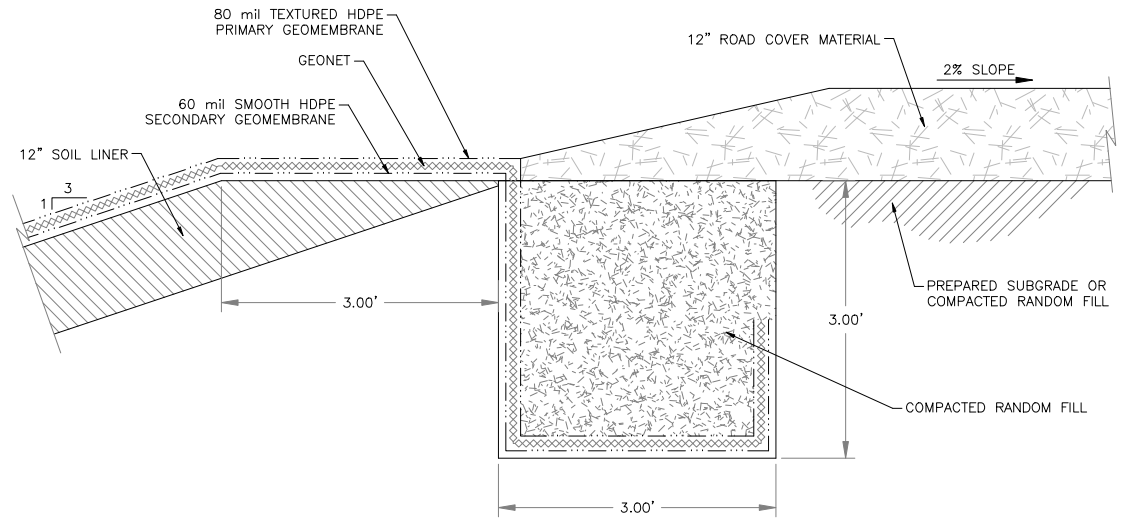 80 mil TEXTURED HDPE
PRIMARY GEOMEMBRANE
GEONET
60 mil SMOOTH HDPE
SECONDARY GEOMEMBRANE
12" SOIL LINER
3
1
12" ROAD COVER MATERIAL
2% SLOPE
3.00'
PREPARED SUBGRADE OR
COMPACTED RANDOM FILL
3.00'
COMPACTED RANDOM FILL
3.00'